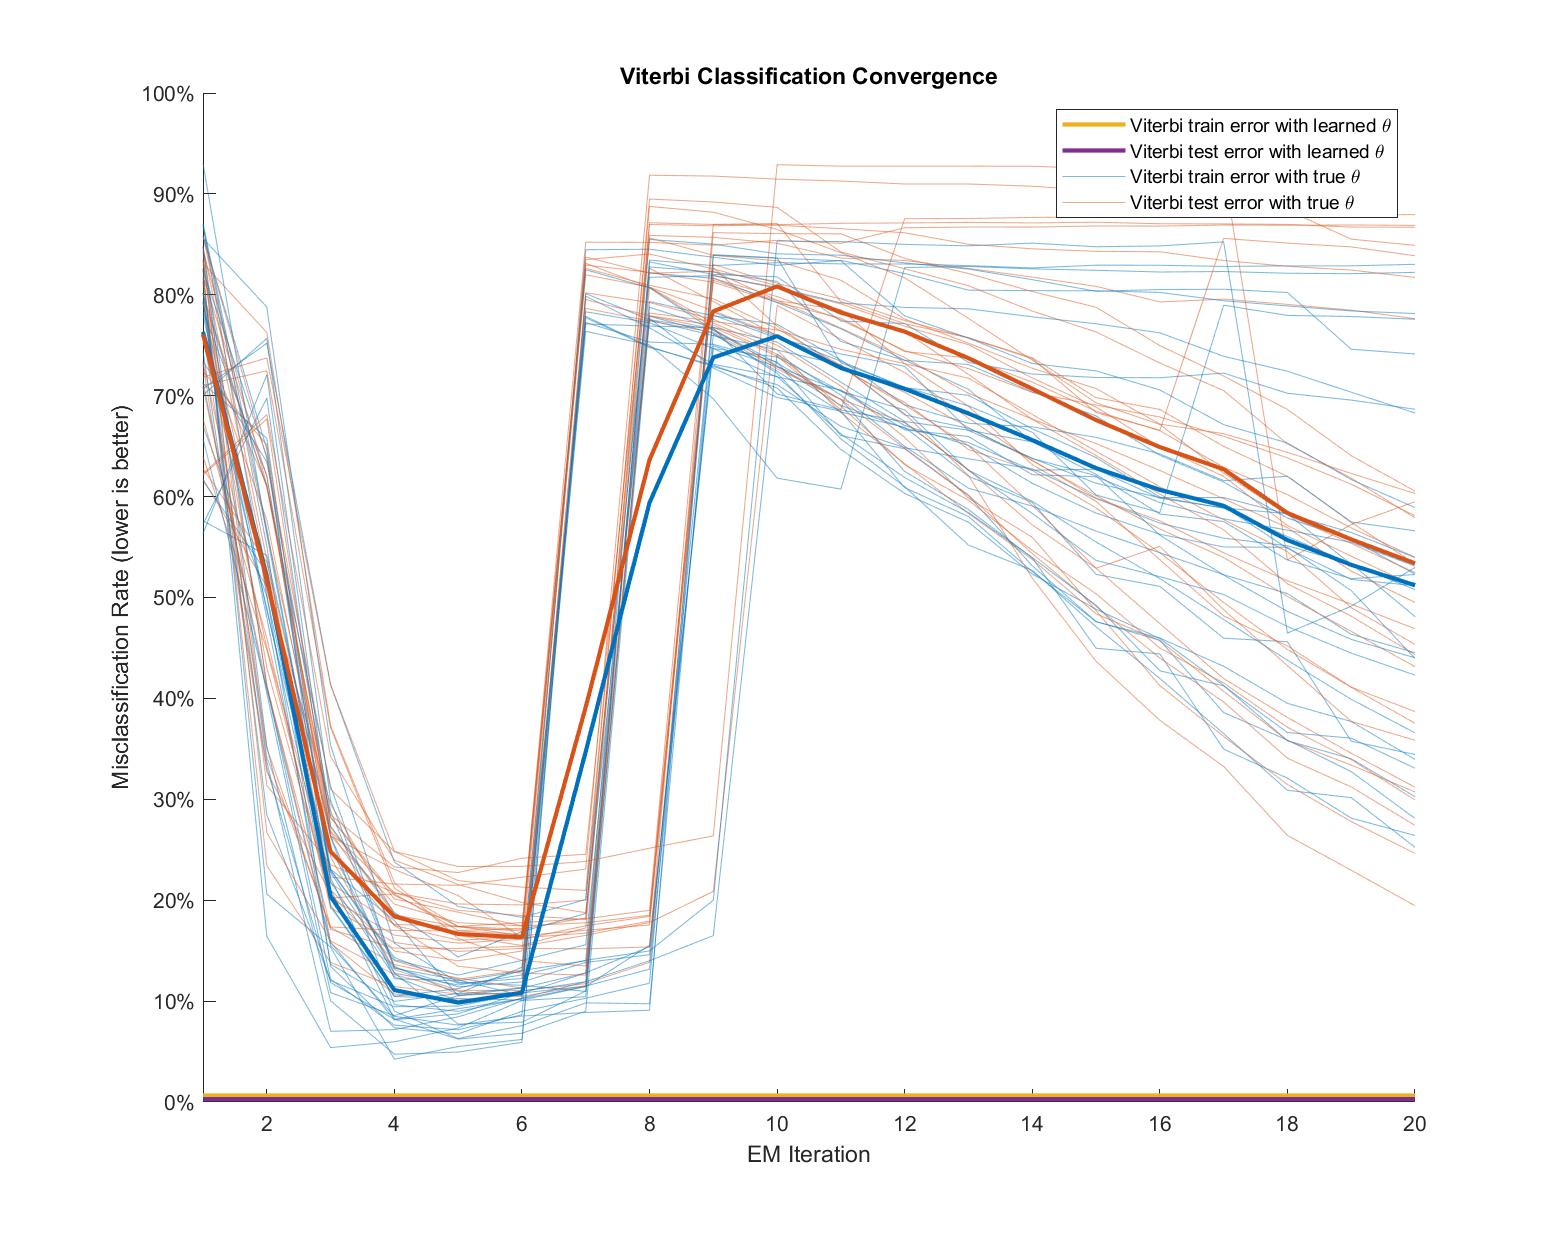 Viterbi Classification Convergence
Viterbi train error with learned θ
Viterbi test error with learned θ
Viterbi train error with true θ
Viterbi test error with true θ
Misclassification Rate (lower is better)
100%
90%
80%
70%
60%
50%
40%
30%
20%
10%
0%
2 4 6 8 10 12 14 16 18 20
EM Iteration